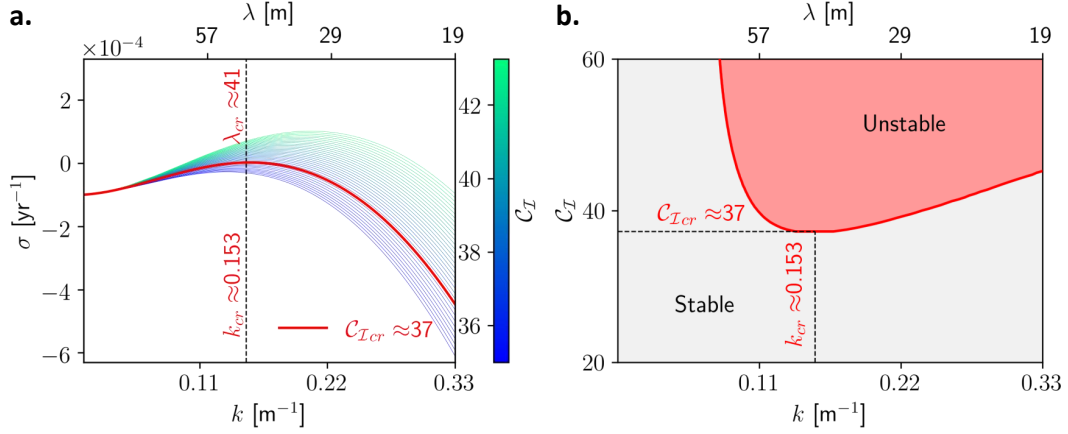 a.
λ [m]
57 29 19
×10⁻⁴
2
0
−2
−4
−6
σ [yr⁻¹]
λ_cr ≈41
k_cr ≈0.153
C_Icr ≈37
0.11 0.22 0.33
k [m⁻¹]
42
40
38
36
C_I
b.
λ [m]
57 29 19
60
40
20
C_I
Unstable
C_Icr ≈37
k_cr ≈0.153
Stable
0.11 0.22 0.33
k [m⁻¹]